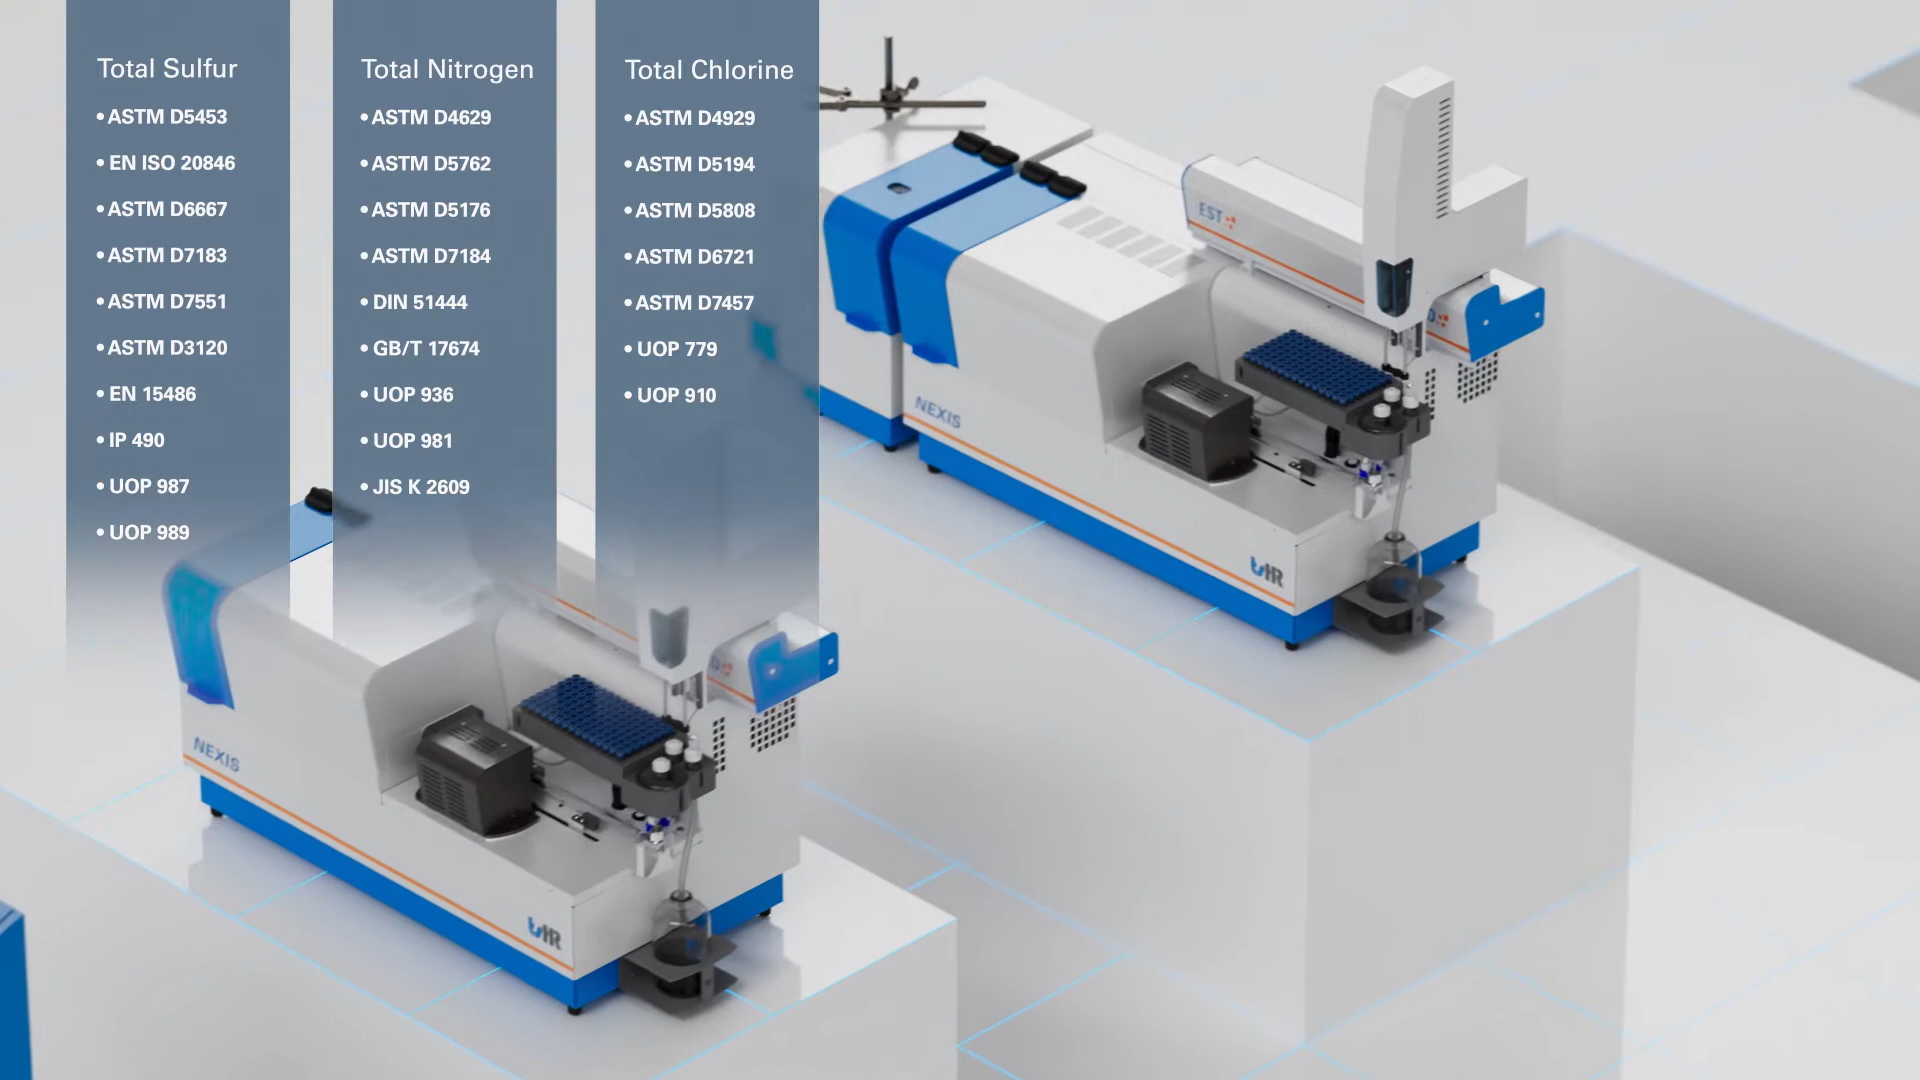 Total Sulfur
• ASTM D5453
• EN ISO 20846
• ASTM D6667
• ASTM D7183
• ASTM D7551
• ASTM D3120
• EN 15486
• IP 490
• UOP 987
• UOP 989
Total Nitrogen
• ASTM D4629
• ASTM D5762
• ASTM D5176
• ASTM D7184
• DIN 51444
• GB/T 17674
• UOP 936
• UOP 981
• JIS K 2609
Total Chlorine
• ASTM D4929
• ASTM D5194
• ASTM D5808
• ASTM D6721
• ASTM D7457
• UOP 779
• UOP 910
EST
NEXIS
tsHR
NEXIS
tsHR